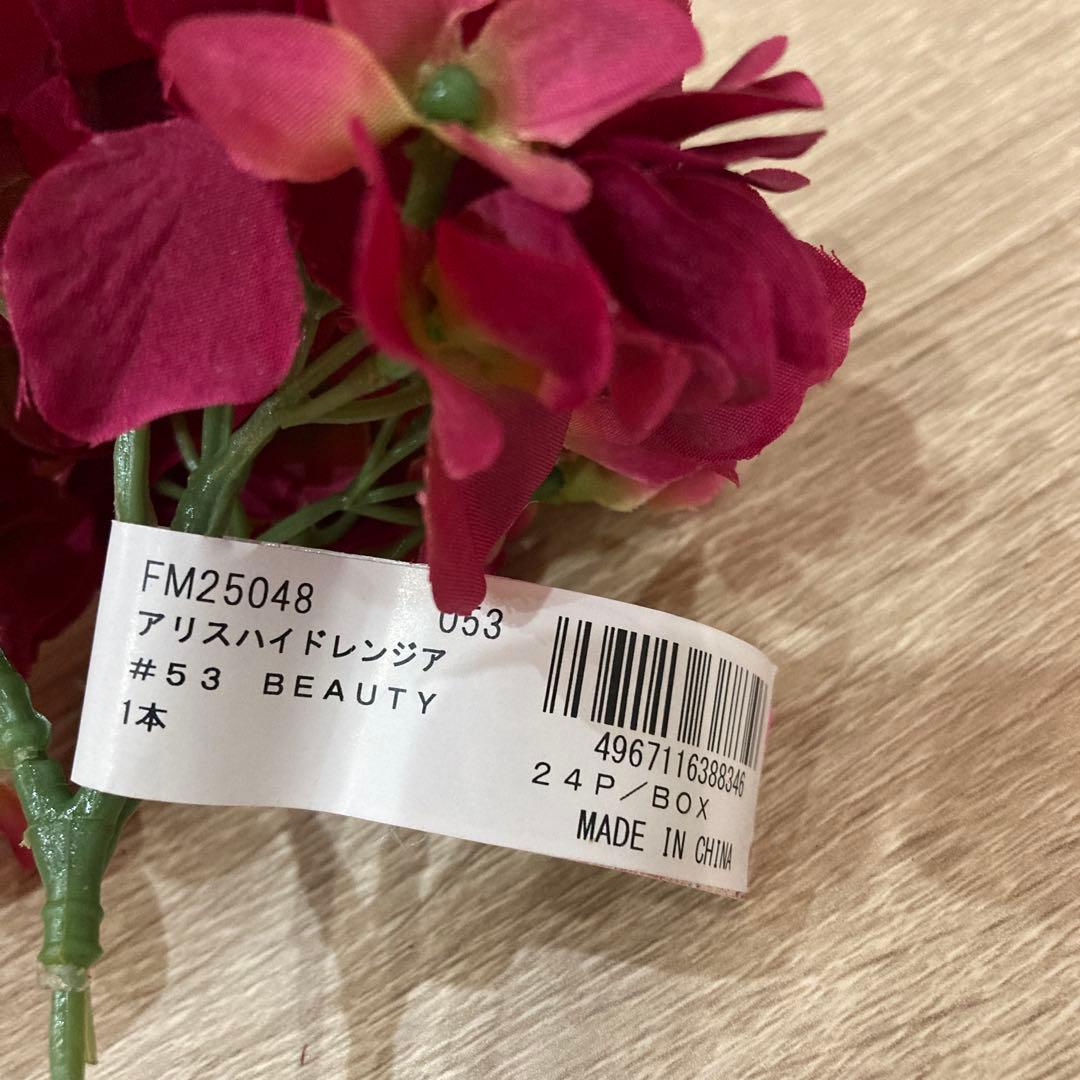 FM25048 053
アリスハイドレンジア
#53 BEAUTY
1本
4967116388346
24P/BOX
MADE IN CHINA